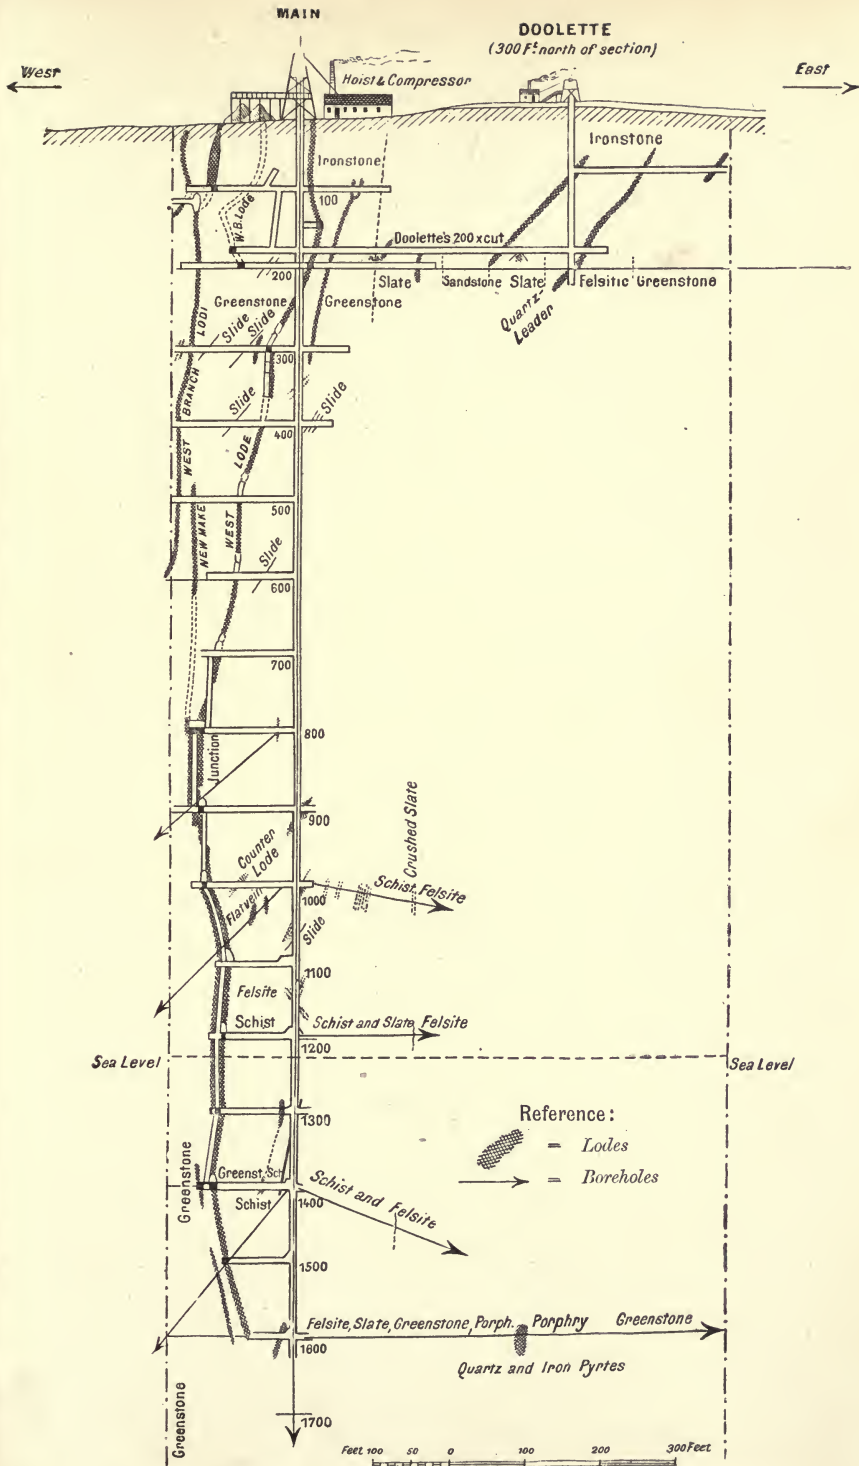 MAIN
DOOLETTE
(300 Ft. north of section)
West
East
Hoist & Compressor
Ironstone
Ironstone
100
W.B. Lode
Doolette's 200 xcut
200
Slate
Sandstone
Slate
Felsitic Greenstone
Quartz-
Leader
Greenstone
Greenstone
LODI
Slide
Slide
300
BRANCH
Slide
Slide
400
WEST
LODE
500
NEW MAKE
WEST
Slide
600
700
800
Junction
900
Crushed Slate
Counter
Lode
Flatvein
1000
Schist Felsite
Slide
1100
Felsite
Schist
Schist and Slate, Felsite
1200
Sea Level
Sea Level
1300
Reference:
= Lodes
= Boreholes
Greenstone
Greenst. Sch
Schist
1400
Schist and Felsite
1500
Felsite, Slate, Greenstone, Porph. Porphry Greenstone
1600
Quartz and Iron Pyrtes
Greenstone
1700
Feet 100 50 0 100 200 300 Feet